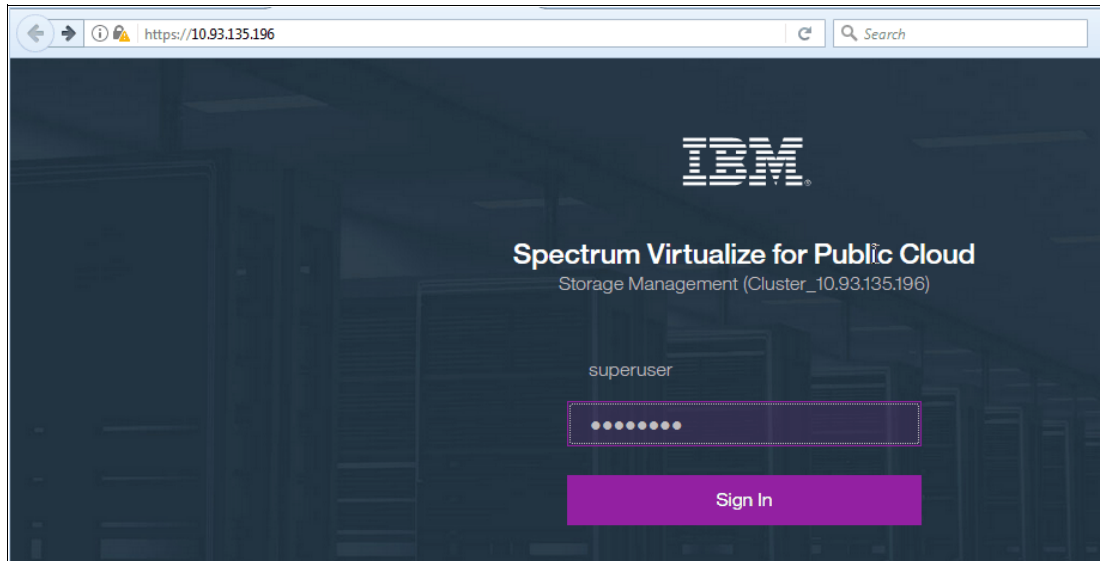 https://10.93.135.196
Search
IBM®
Spectrum Virtualize for Public Cloud
Storage Management (Cluster_10.93.135.196)
superuser
••••••••
Sign In